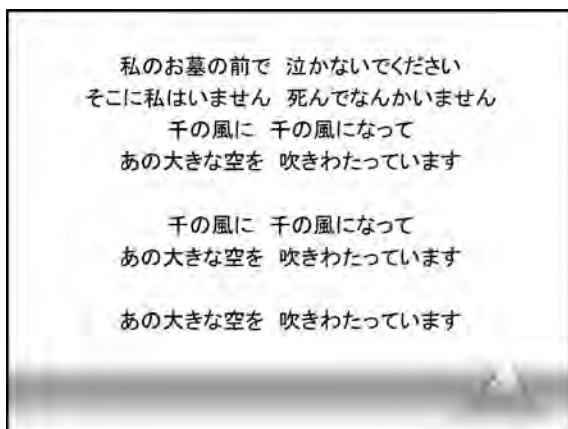 私のお墓の前で 泣かないでください
そこに私はいません 死んでなんかいません
千の風に 千の風になって
あの大きな空を 吹きわたっています
千の風に 千の風になって
あの大きな空を 吹きわたっています
あの大きな空を 吹きわたっています